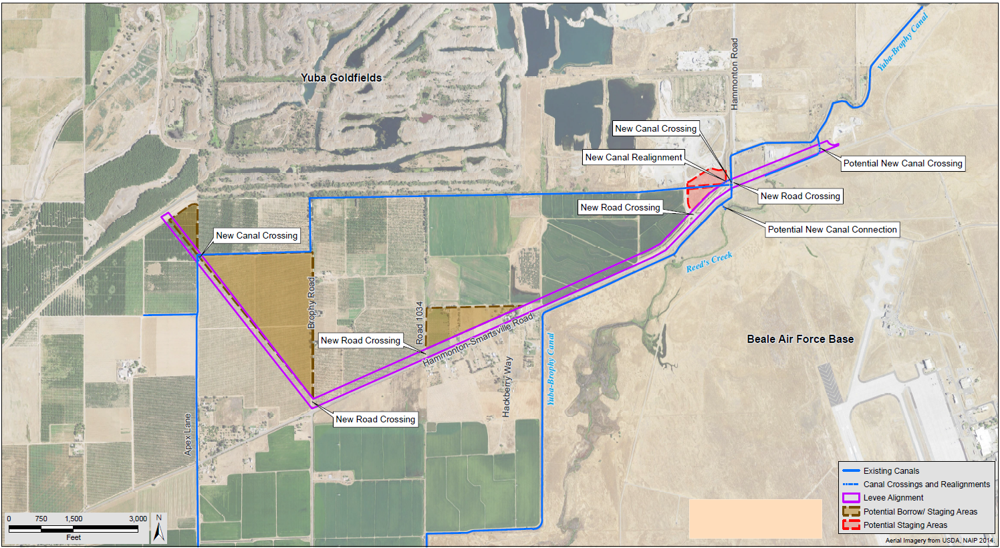 Yuba-Brophy Canal
Hammonton Road
Yuba Goldfields
New Canal Crossing
New Canal Realignment
Potential New Canal Crossing
New Road Crossing
New Road Crossing
Potential New Canal Connection
New Canal Crossing
Reed's Creek
Brophy Road
Road 1034
New Road Crossing
Hammonton-Smartsville Road
Beale Air Force Base
Yuba-Brophy Canal
Hackberry Way
New Road Crossing
Apex Lane
Existing Canals
Canal Crossings and Realignments
Levee Alignment
Potential Borrow/ Staging Areas
Potential Staging Areas
0 750 1,500 3,000
Feet
N
Aerial Imagery from USDA, NAIP 2014.